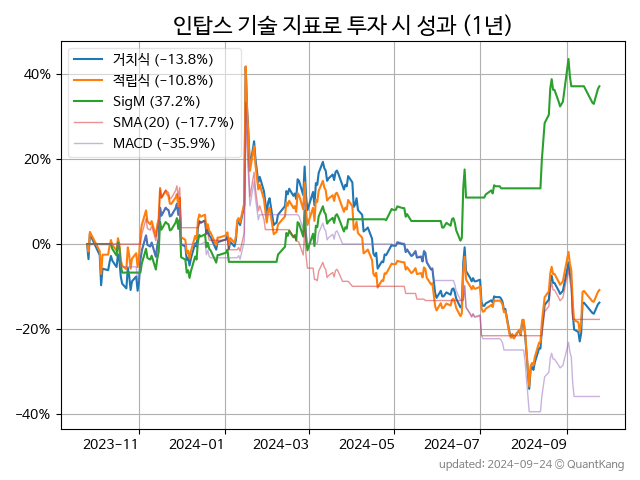 인탑스 기술 지표로 투자 시 성과 (1년)
거치식 (-13.8%)
적립식 (-10.8%)
SigM (37.2%)
SMA(20) (-17.7%)
MACD (-35.9%)
40%
20%
0%
-20%
-40%
2023-11
2024-01
2024-03
2024-05
2024-07
2024-09
updated: 2024-09-24 © QuantKang